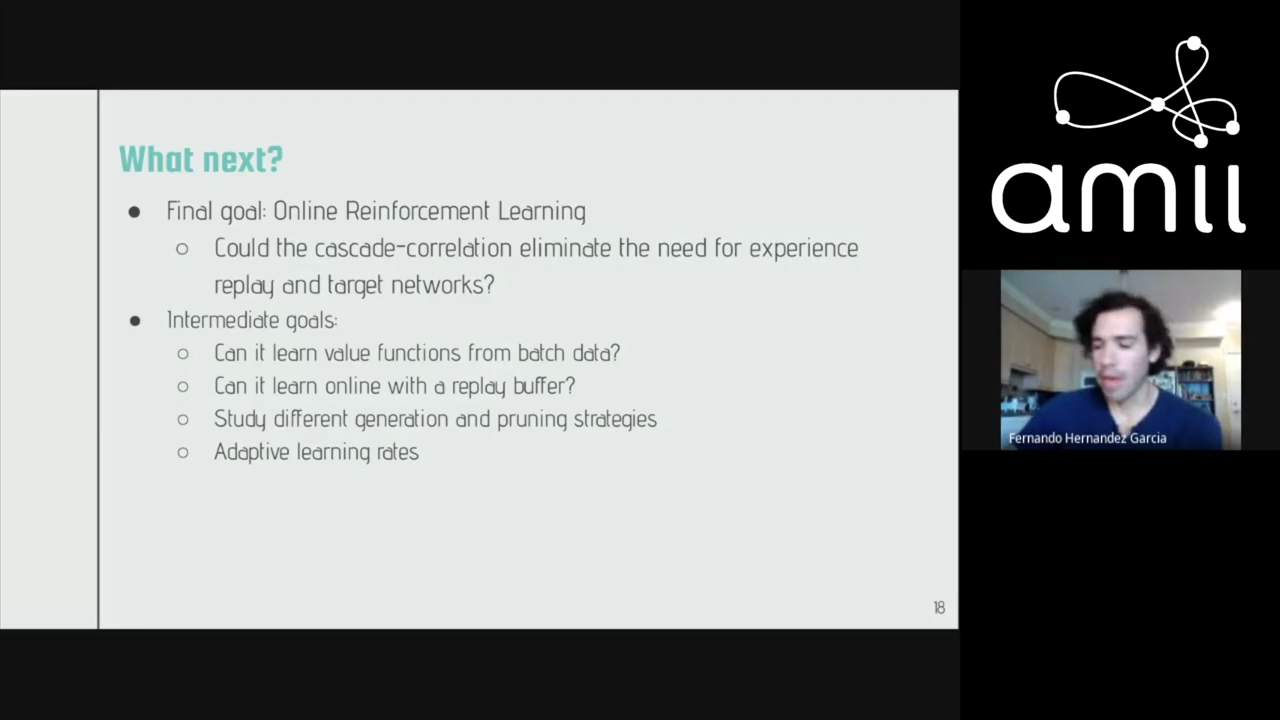 What next?
● Final goal: Online Reinforcement Learning
○ Could the cascade-correlation eliminate the need for experience
replay and target networks?
● Intermediate goals:
○ Can it learn value functions from batch data?
○ Can it learn online with a replay buffer?
○ Study different generation and pruning strategies
○ Adaptive learning rates
18
amii
Fernando Hernandez Garcia